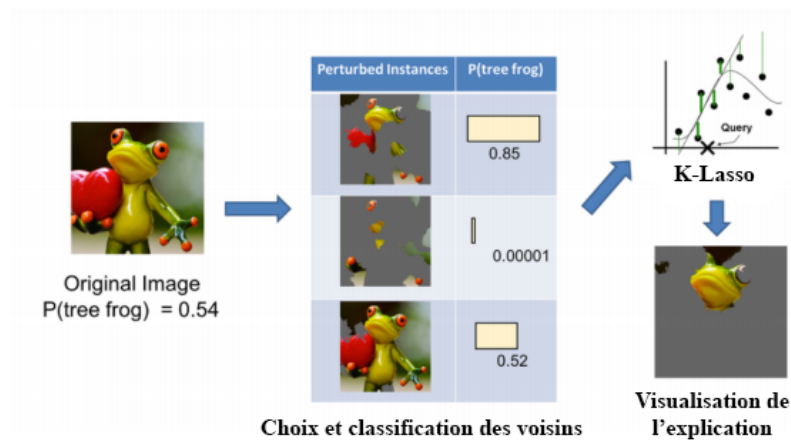 Original Image
P(tree frog) = 0.54
Perturbed Instances
P(tree frog)
0.85
0.00001
0.52
Choix et classification des voisins
Query
K-Lasso
Visualisation de
l'explication